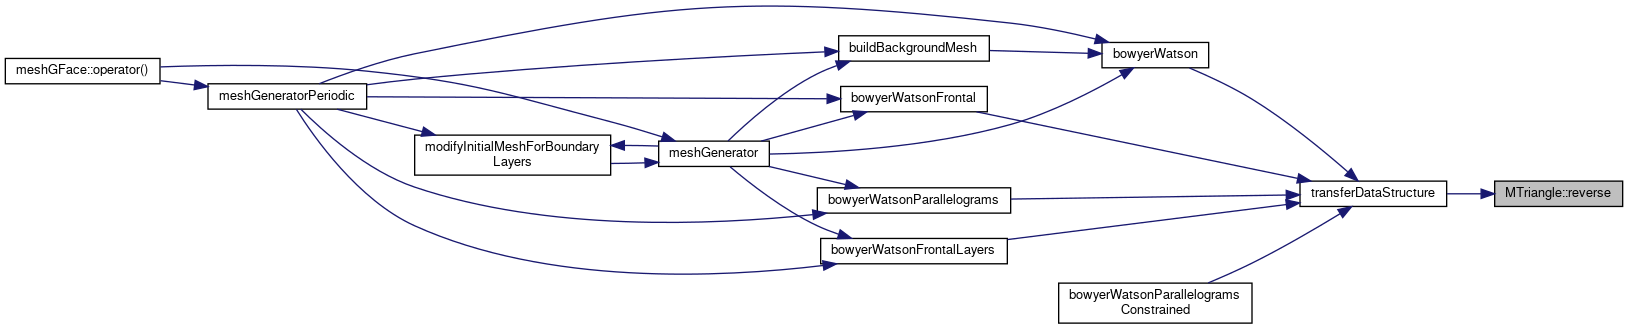 meshGFace::operator()
meshGeneratorPeriodic
modifyInitialMeshForBoundary
Layers
buildBackgroundMesh
bowyerWatsonFrontal
meshGenerator
bowyerWatsonParallelograms
bowyerWatsonFrontalLayers
bowyerWatson
transferDataStructure
bowyerWatsonParallelograms
Constrained
MTriangle::reverse